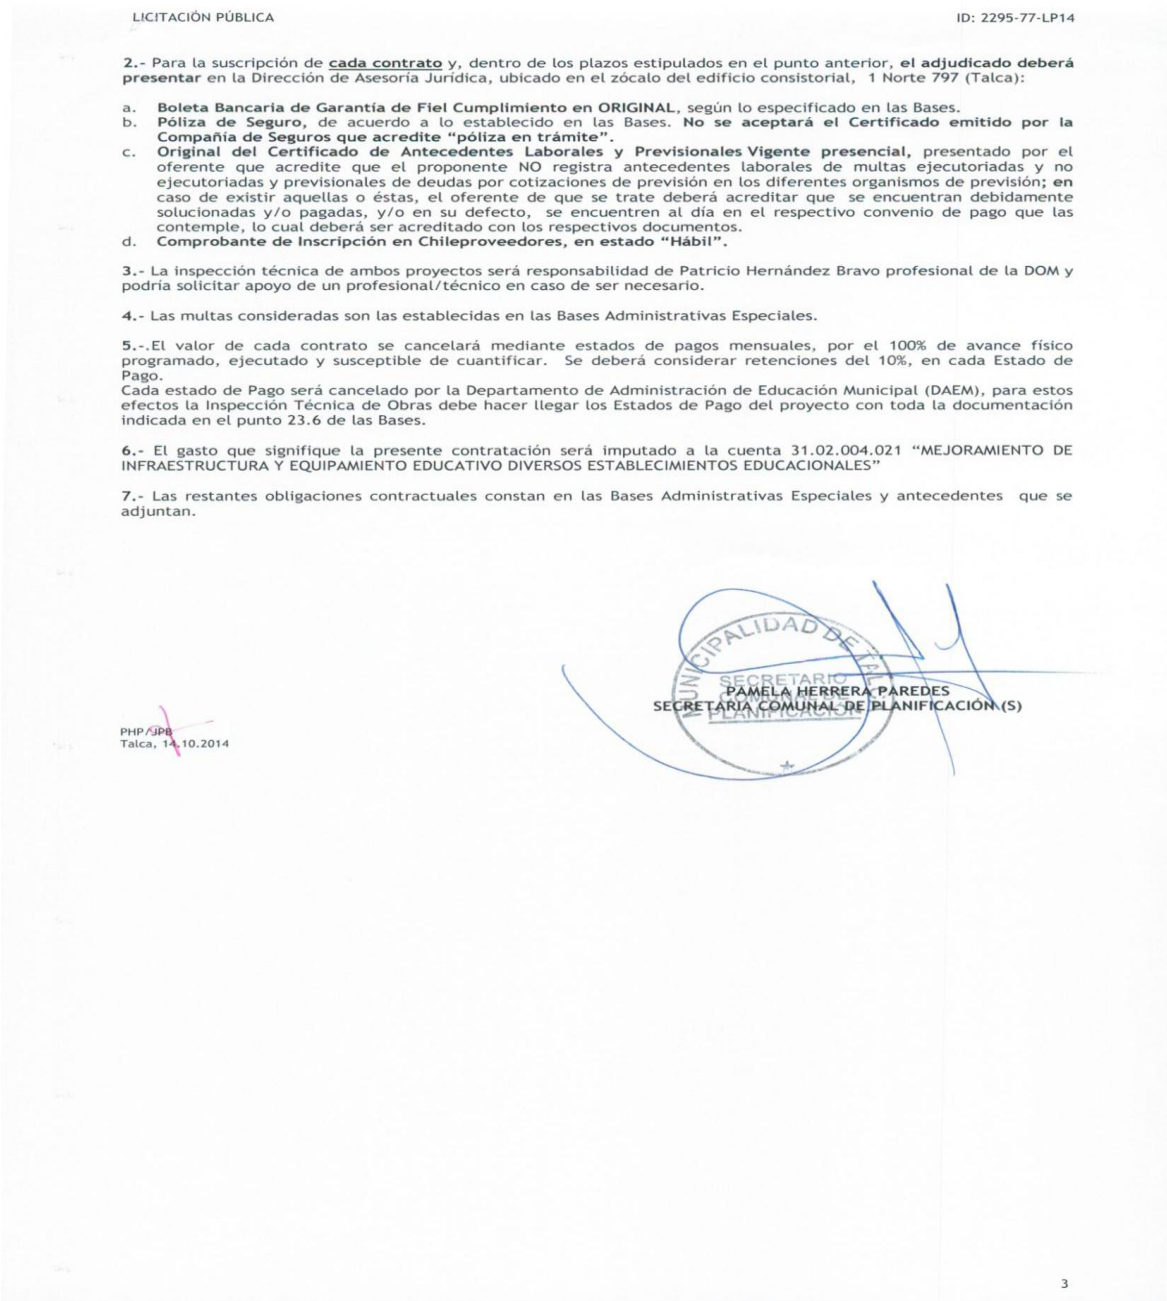 LICITACIÓN PÚBLICA
ID: 2295-77-LP14
2.- Para la suscripción de cada contrato y, dentro de los plazos estipulados en el punto anterior, el adjudicado deberá
presentar en la Dirección de Asesoría Jurídica, ubicado en el zócalo del edificio consistorial, 1 Norte 797 (Talca):
a. Boleta Bancaria de Garantía de Fiel Cumplimiento en ORIGINAL, según lo especificado en las Bases.
b. Póliza de Seguro, de acuerdo a lo establecido en las Bases. No se aceptará el Certificado emitido por la
Compañía de Seguros que acredite “póliza en trámite”.
c. Original del Certificado de Antecedentes Laborales y Previsionales Vigente presencial, presentado por el
oferente que acredite que el proponente NO registra antecedentes laborales de multas ejecutoriadas y no
ejecutoriadas y previsionales de deudas por cotizaciones de previsión en los diferentes organismos de previsión; en
caso de existir aquellas o éstas, el oferente de que se trate deberá acreditar que se encuentran debidamente
solucionadas y/o pagadas, y/o en su defecto, se encuentren al día en el respectivo convenio de pago que las
contemple, lo cual deberá ser acreditado con los respectivos documentos.
d. Comprobante de Inscripción en Chileproveedores, en estado “Hábil”.
3.- La inspección técnica de ambos proyectos será responsabilidad de Patricio Hernández Bravo profesional de la DOM y
podría solicitar apoyo de un profesional/técnico en caso de ser necesario.
4.- Las multas consideradas son las establecidas en las Bases Administrativas Especiales.
5.-.El valor de cada contrato se cancelará mediante estados de pagos mensuales, por el 100% de avance físico
programado, ejecutado y susceptible de cuantificar. Se deberá considerar retenciones del 10%, en cada Estado de
Pago.
Cada estado de Pago será cancelado por la Departamento de Administración de Educación Municipal (DAEM), para estos
efectos la Inspección Técnica de Obras debe hacer llegar los Estados de Pago del proyecto con toda la documentación
indicada en el punto 23.6 de las Bases.
6.- El gasto que signifique la presente contratación será imputado a la cuenta 31.02.004.021 “MEJORAMIENTO DE
INFRAESTRUCTURA Y EQUIPAMIENTO EDUCATIVO DIVERSOS ESTABLECIMIENTOS EDUCACIONALES”
7.- Las restantes obligaciones contractuales constan en las Bases Administrativas Especiales y antecedentes que se
adjuntan.
MUNICIPALIDAD DE TAL
SECRETARIO
COMUNAL DE
PLANIFICACIÓN
PAMELA HERRERA PAREDES
SECRETARIA COMUNAL DE PLANIFICACIÓN (S)
PHP/JPB
Talca, 14.10.2014
3